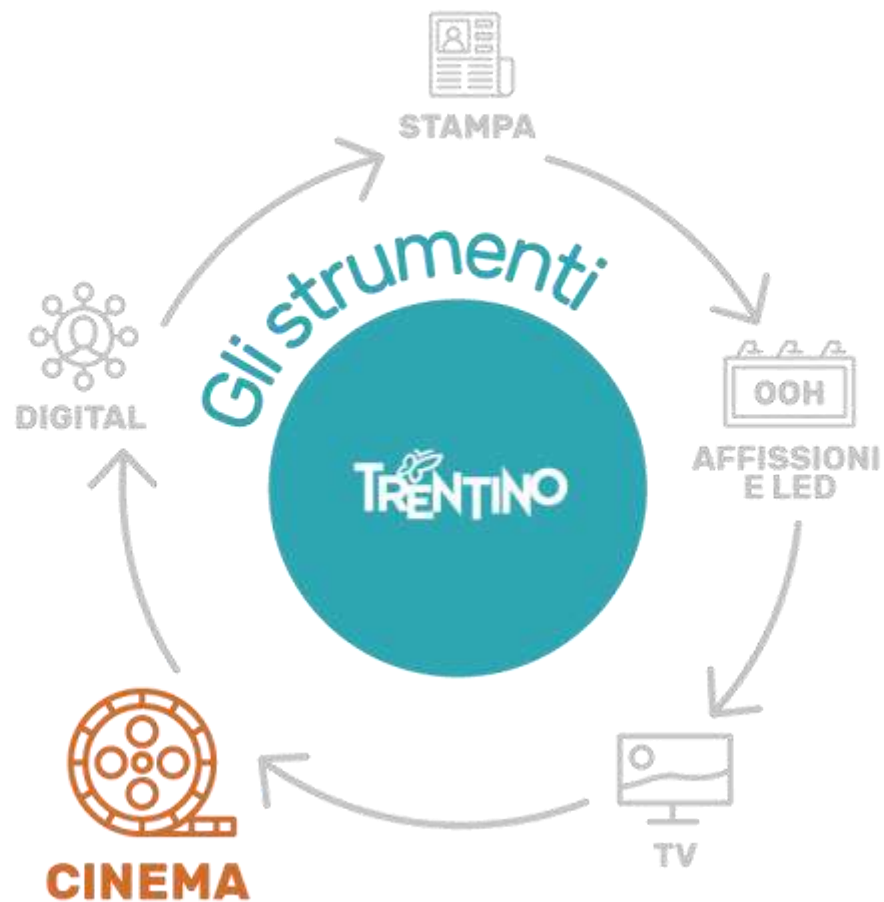 STAMPA
Gli strumenti
DIGITAL
OOH
AFFISSIONI
E LED
TRENTINO
TV
CINEMA